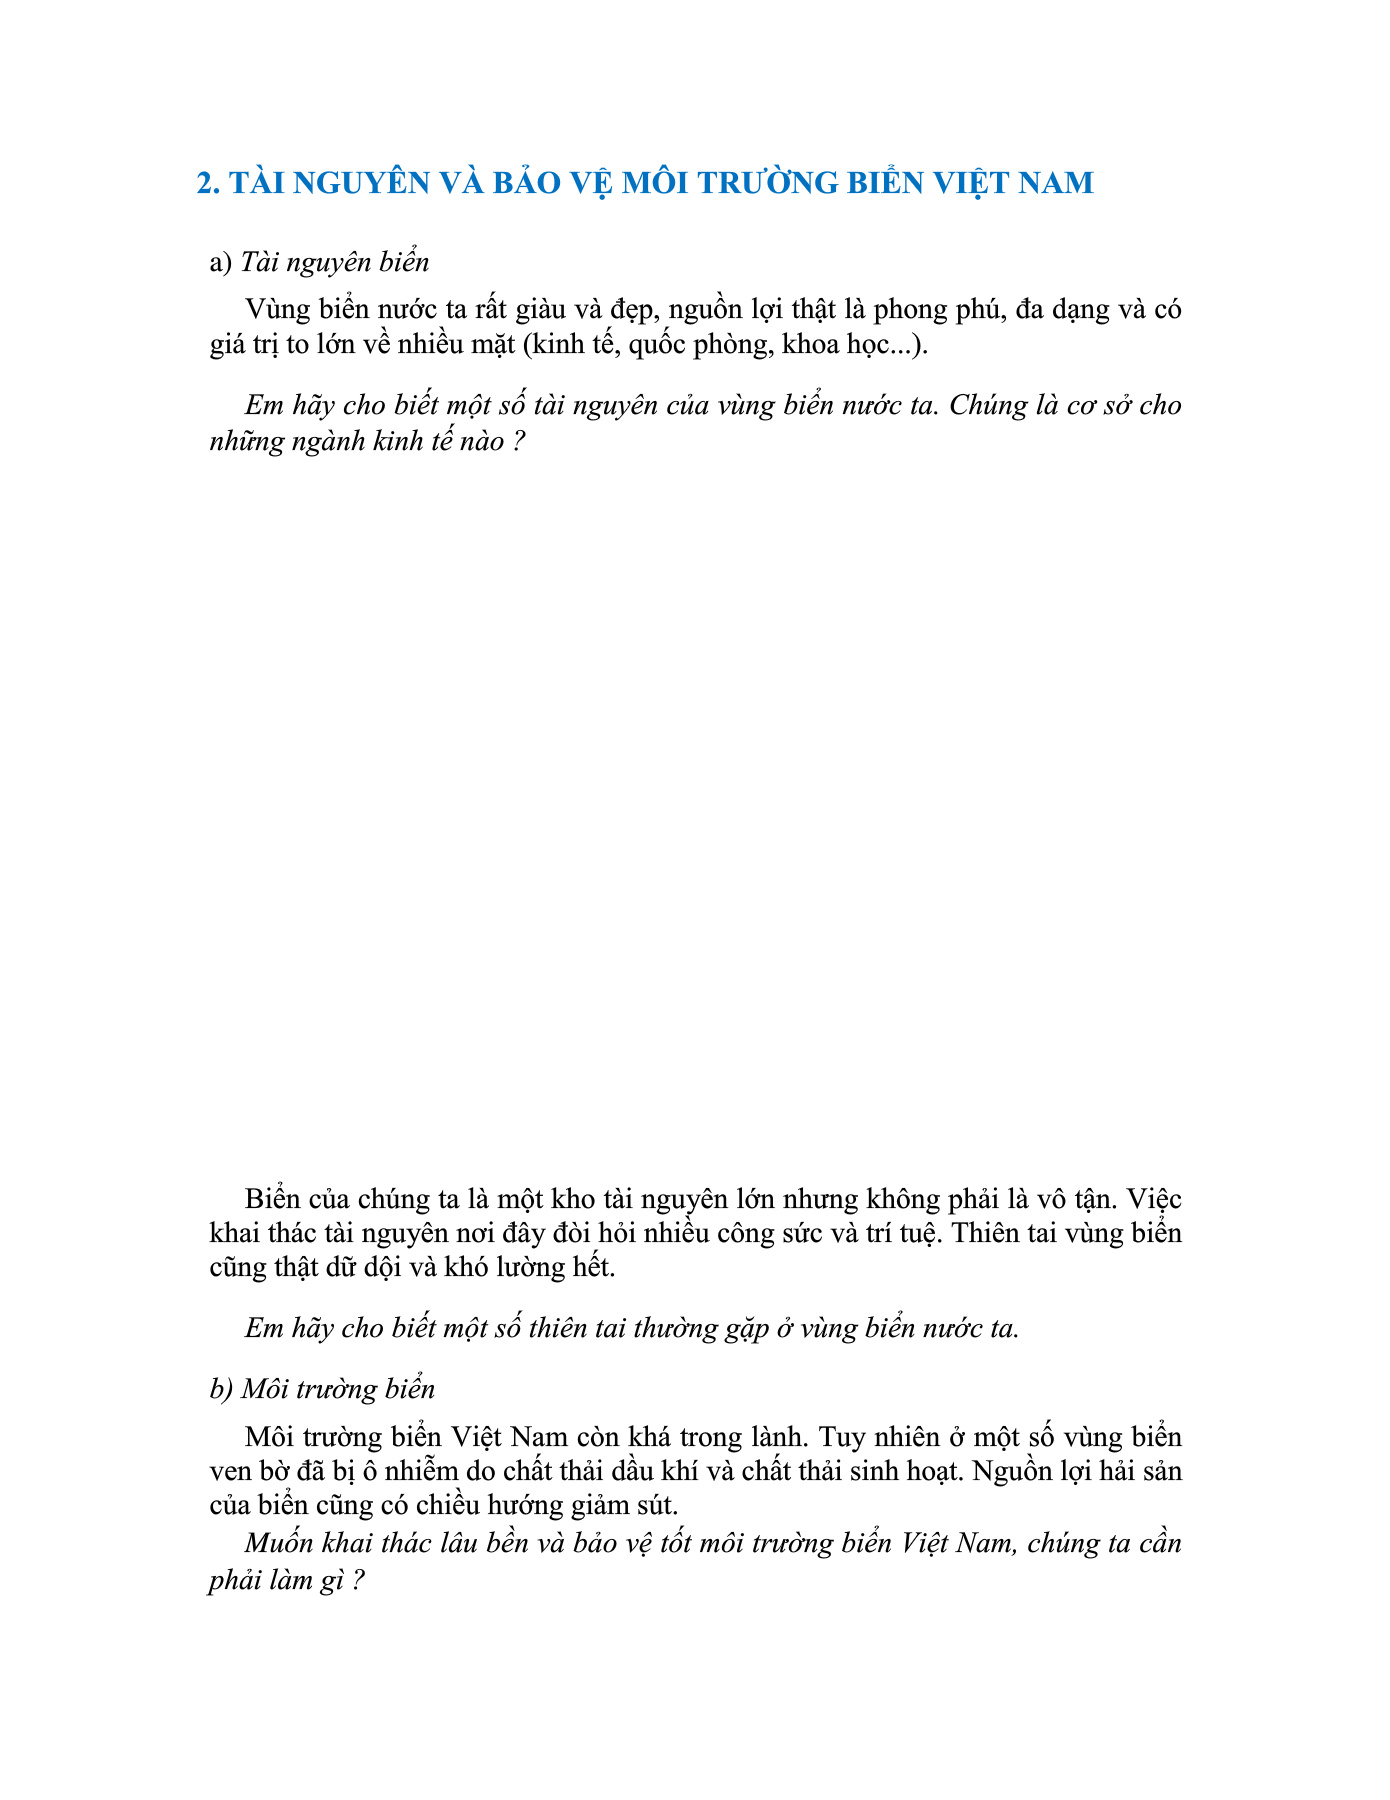 2. TÀI NGUYÊN VÀ BẢO VỆ MÔI TRƯỜNG BIỂN VIỆT NAM
a) Tài nguyên biển
Vùng biển nước ta rất giàu và đẹp, nguồn lợi thật là phong phú, đa dạng và có
giá trị to lớn về nhiều mặt (kinh tế, quốc phòng, khoa học...).
Em hãy cho biết một số tài nguyên của vùng biển nước ta. Chúng là cơ sở cho
những ngành kinh tế nào ?
Biển của chúng ta là một kho tài nguyên lớn nhưng không phải là vô tận. Việc
khai thác tài nguyên nơi đây đòi hỏi nhiều công sức và trí tuệ. Thiên tai vùng biển
cũng thật dữ dội và khó lường hết.
Em hãy cho biết một số thiên tai thường gặp ở vùng biển nước ta.
b) Môi trường biển
Môi trường biển Việt Nam còn khá trong lành. Tuy nhiên ở một số vùng biển
ven bờ đã bị ô nhiễm do chất thải dầu khí và chất thải sinh hoạt. Nguồn lợi hải sản
của biển cũng có chiều hướng giảm sút.
Muốn khai thác lâu bền và bảo vệ tốt môi trường biển Việt Nam, chúng ta cần
phải làm gì ?